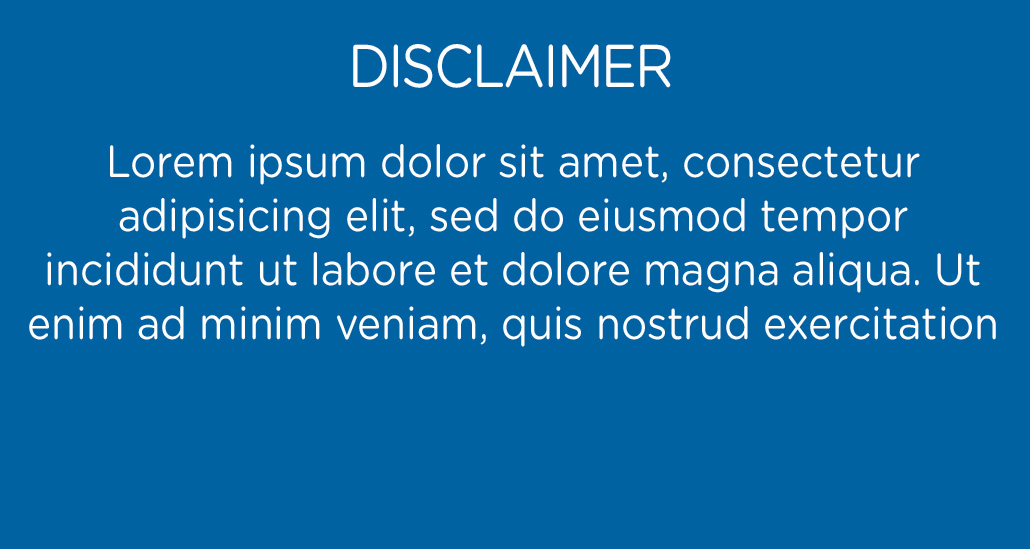 DISCLAIMER
Lorem ipsum dolor sit amet, consectetur
adipisicing elit, sed do eiusmod tempor
incididunt ut labore et dolore magna aliqua. Ut
enim ad minim veniam, quis nostrud exercitation